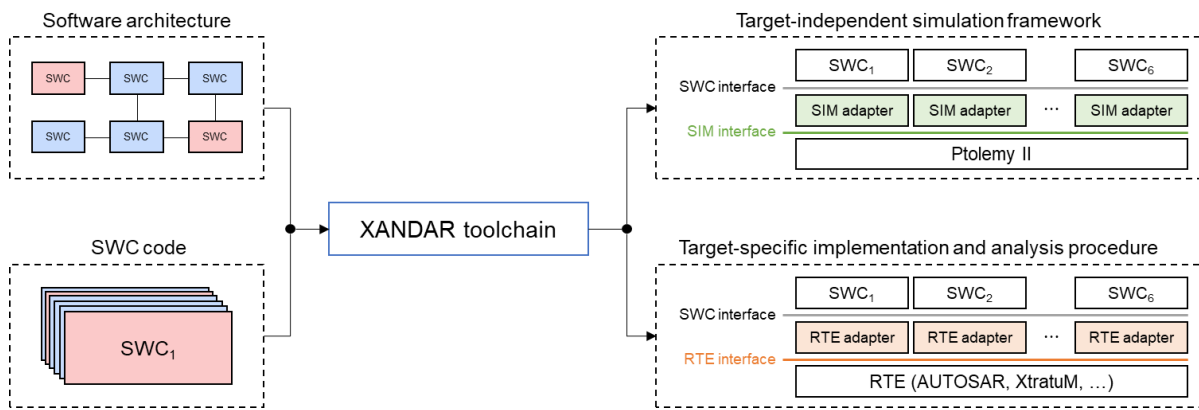 Software architecture
SWC SWC SWC
SWC SWC SWC
SWC code
SWC₁
XANDAR toolchain
Target-independent simulation framework
SWC₁ SWC₂ SWC₆
SWC interface
SIM adapter SIM adapter ... SIM adapter
SIM interface
Ptolemy II
Target-specific implementation and analysis procedure
SWC₁ SWC₂ SWC₆
SWC interface
RTE adapter RTE adapter ... RTE adapter
RTE interface
RTE (AUTOSAR, XtratuM, ...)